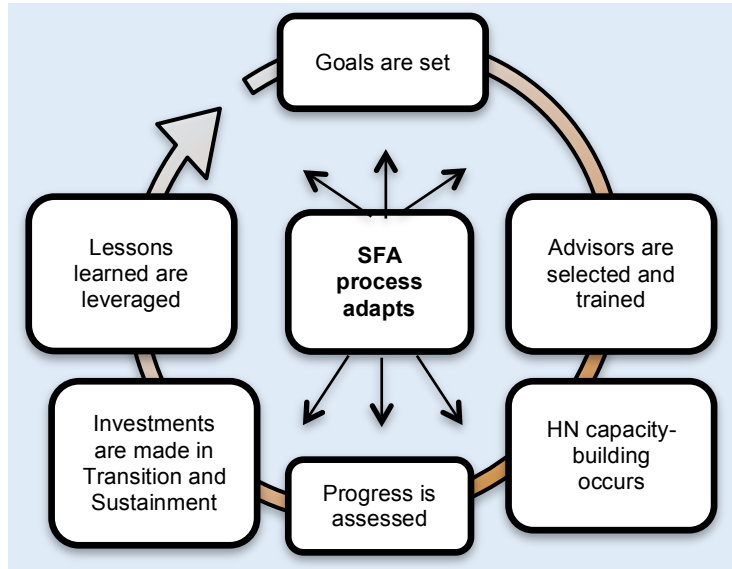 Goals are set
Advisors are
selected and
trained
HN capacity-
building
occurs
Progress is
assessed
Investments
are made in
Transition and
Sustainment
Lessons
learned are
leveraged
SFA
process
adapts